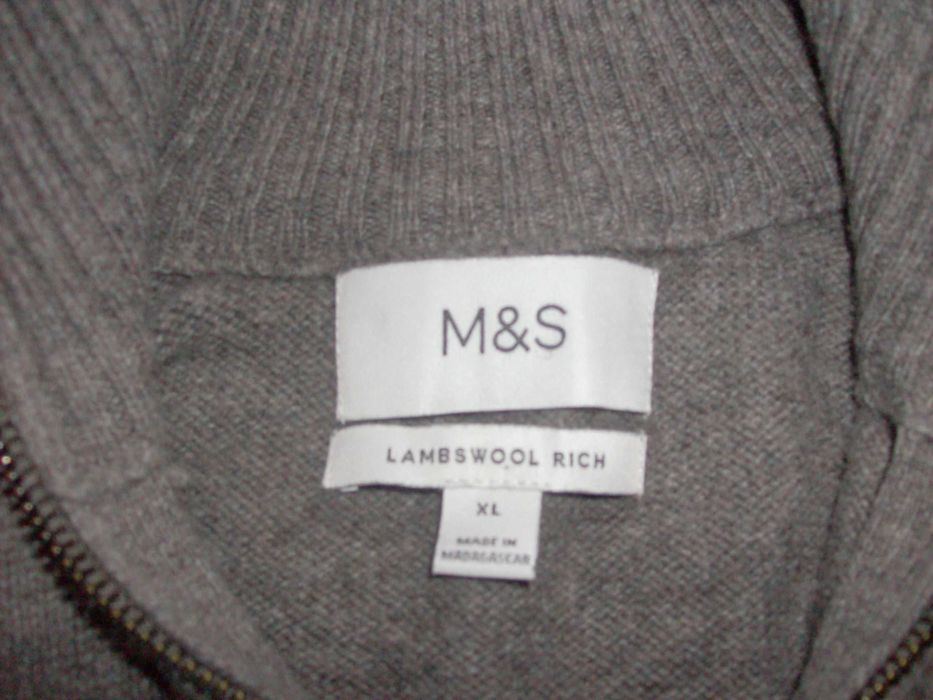 M&S
LAMBSWOOL RICH
XL
MADE IN
MADAGASCAR